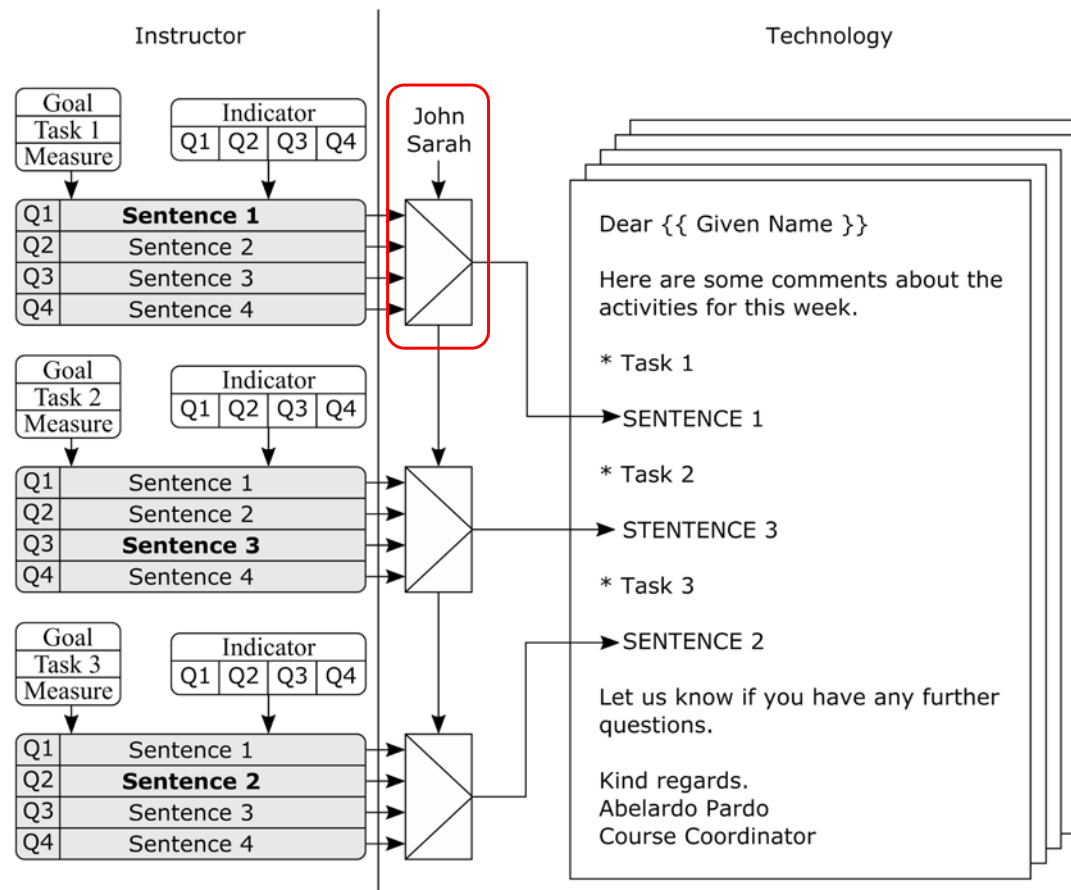 Instructor
Technology
Goal
Task 1
Measure
Indicator
Q1 Q2 Q3 Q4
John
Sarah
Q1 Sentence 1
Q2 Sentence 2
Q3 Sentence 3
Q4 Sentence 4
Goal
Task 2
Measure
Indicator
Q1 Q2 Q3 Q4
Q1 Sentence 1
Q2 Sentence 2
Q3 Sentence 3
Q4 Sentence 4
Goal
Task 3
Measure
Indicator
Q1 Q2 Q3 Q4
Q1 Sentence 1
Q2 Sentence 2
Q3 Sentence 3
Q4 Sentence 4
Dear {{ Given Name }}
Here are some comments about the
activities for this week.
* Task 1
SENTENCE 1
* Task 2
STENTENCE 3
* Task 3
SENTENCE 2
Let us know if you have any further
questions.
Kind regards.
Abelardo Pardo
Course Coordinator